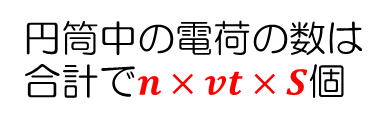 円筒中の電荷の数は
合計でn × vt × S個